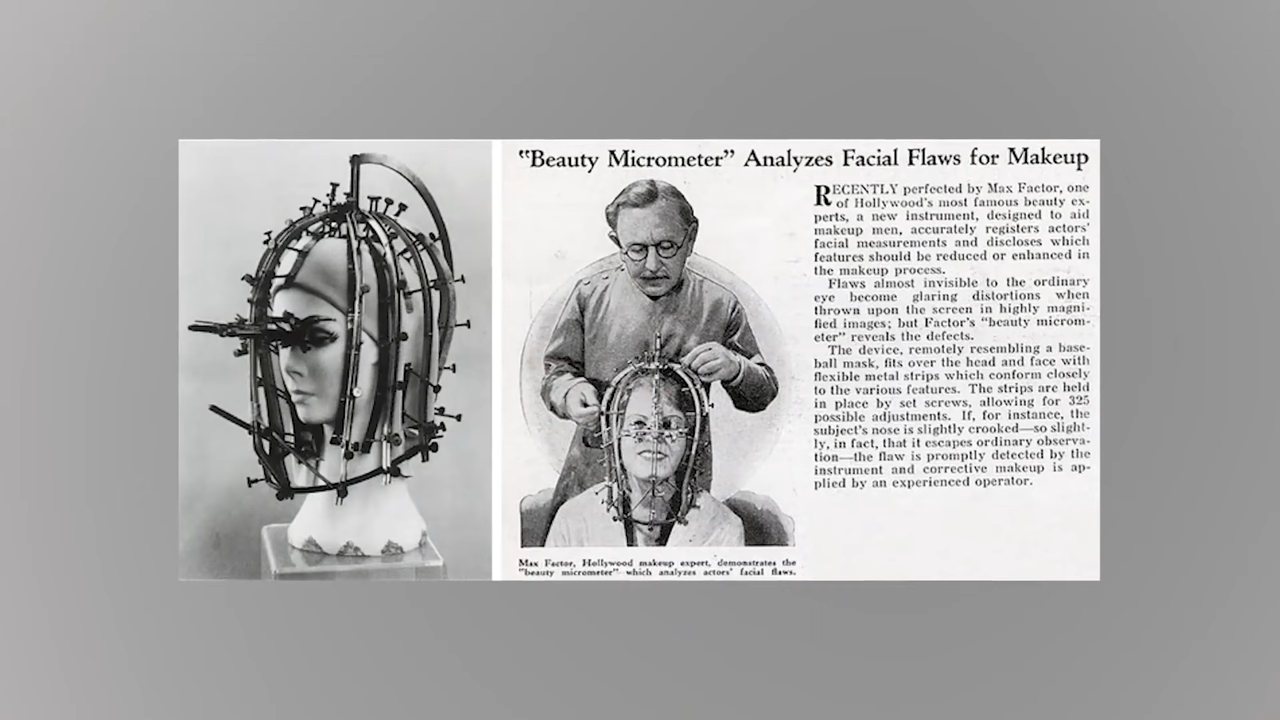 "Beauty Micrometer" Analyzes Facial Flaws for Makeup
RECENTLY perfected by Max Factor, one
of Hollywood's most famous beauty ex-
perts, a new instrument, designed to aid
makeup men, accurately registers actors'
facial measurements and discloses which
features should be reduced or enhanced in
the makeup process.
Flaws almost invisible to the ordinary
eye become glaring distortions when
thrown upon the screen in highly magni-
fied images; but Factor's "beauty microm-
eter" reveals the defects.
The device, remotely resembling a base-
ball mask, fits over the head and face with
flexible metal strips which conform closely
to the various features. The strips are held
in place by set screws, allowing for 325
possible adjustments. If, for instance, the
subject's nose is slightly crooked—so slight-
ly, in fact, that it escapes ordinary observa-
tion—the flaw is promptly detected by the
instrument and corrective makeup is ap-
plied by an experienced operator.
Max Factor, Hollywood makeup expert, demonstrates the
"beauty micrometer" which analyzes actors' facial flaws.